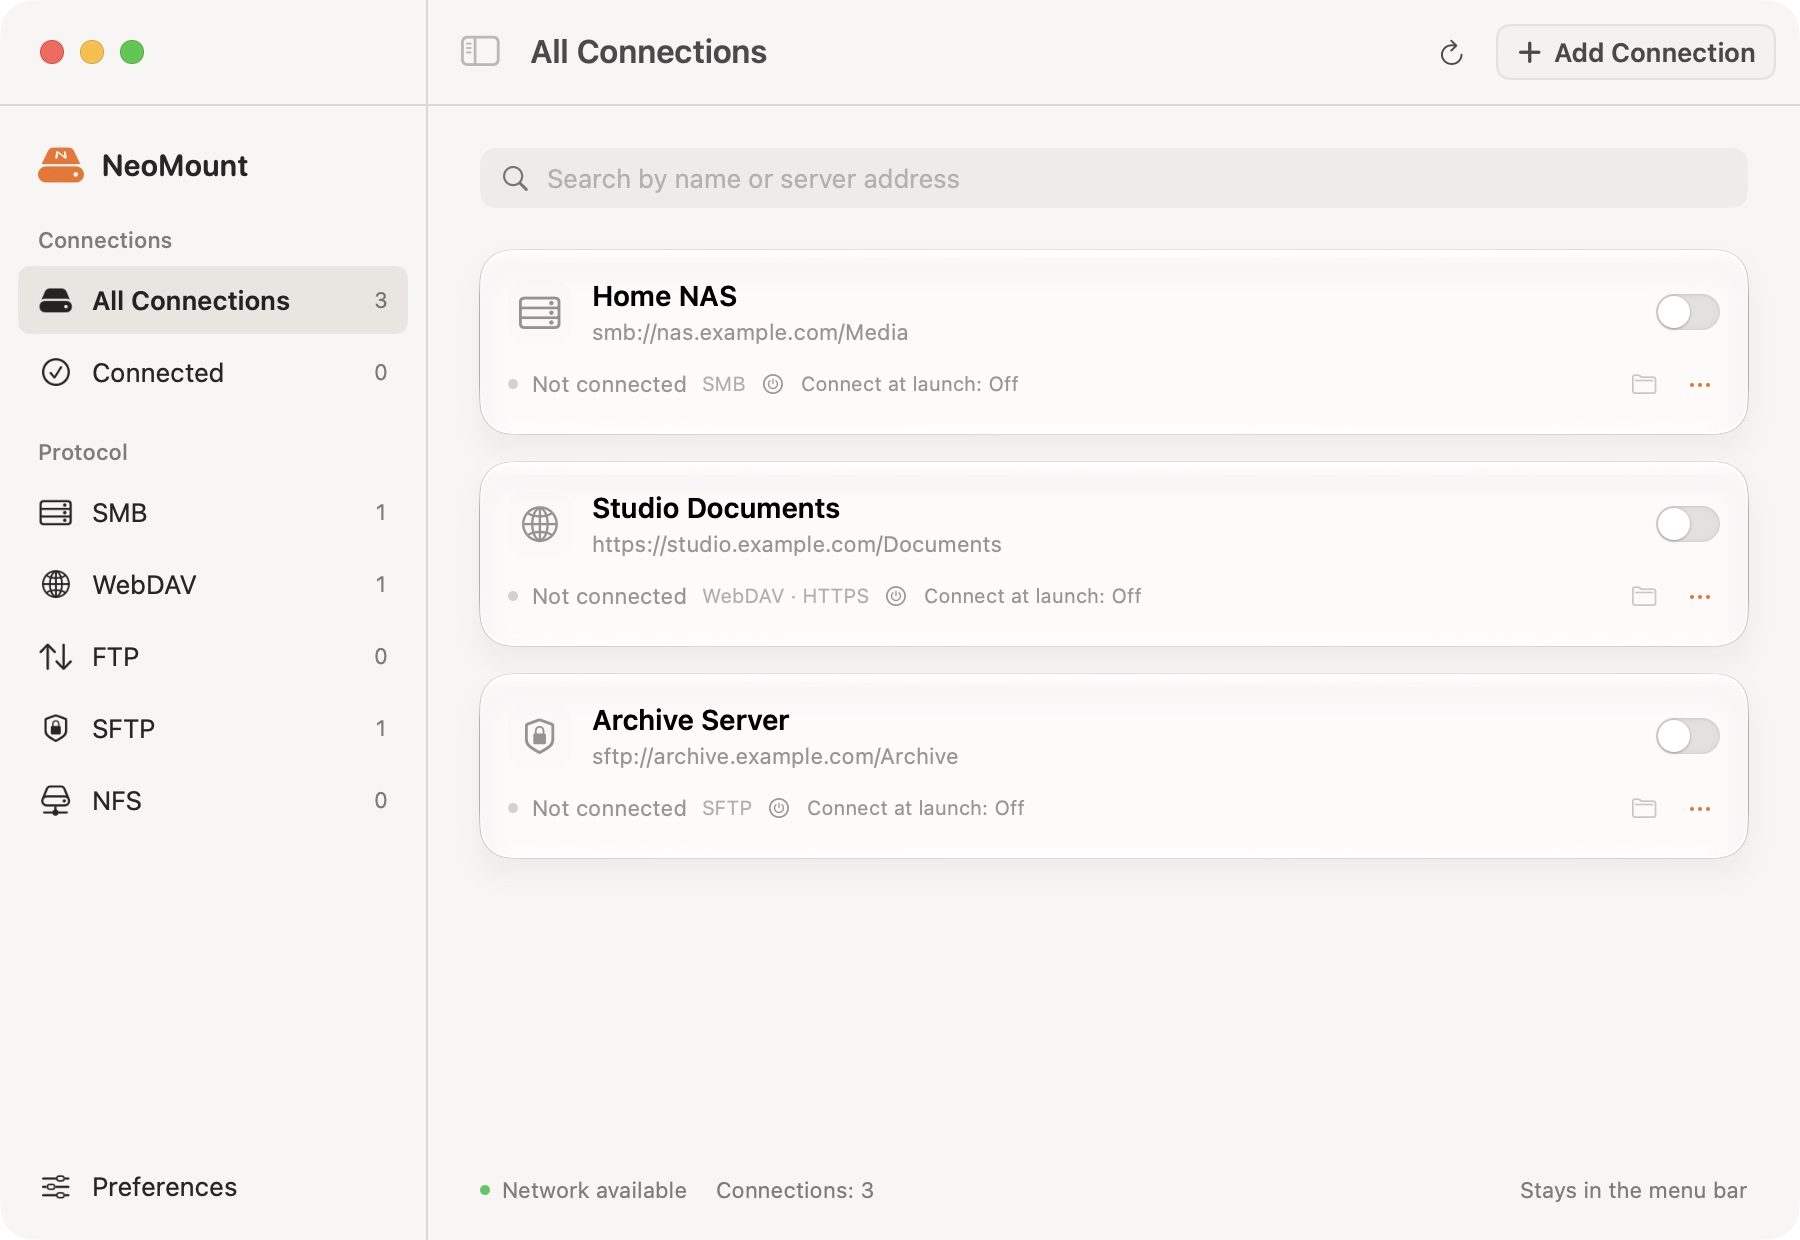 All Connections
+ Add Connection
NeoMount
Connections
All Connections 3
Connected 0
Protocol
SMB 1
WebDAV 1
FTP 0
SFTP 1
NFS 0
Preferences
Search by name or server address
Home NAS
smb://nas.example.com/Media
Not connected SMB Connect at launch: Off
Studio Documents
https://studio.example.com/Documents
Not connected WebDAV · HTTPS Connect at launch: Off
Archive Server
sftp://archive.example.com/Archive
Not connected SFTP Connect at launch: Off
Network available Connections: 3
Stays in the menu bar